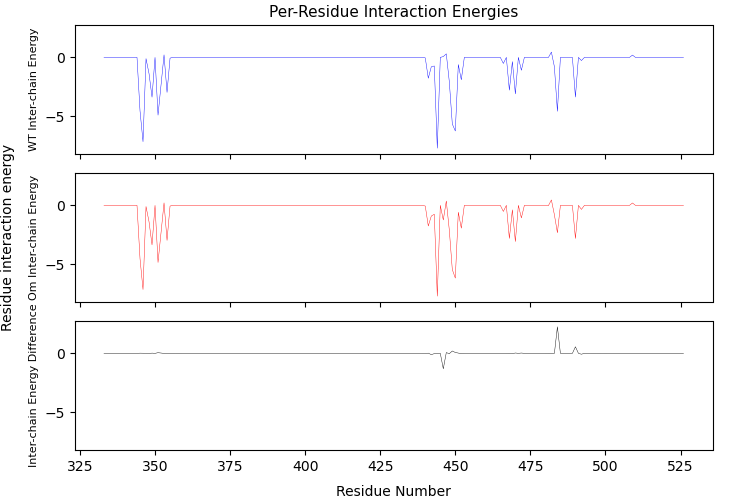 Per-Residue Interaction Energies
Residue interaction energy
WT Inter-chain Energy
0
−5
Om Inter-chain Energy
0
−5
Inter-chain Energy Difference
0
−5
325 350 375 400 425 450 475 500 525
Residue Number